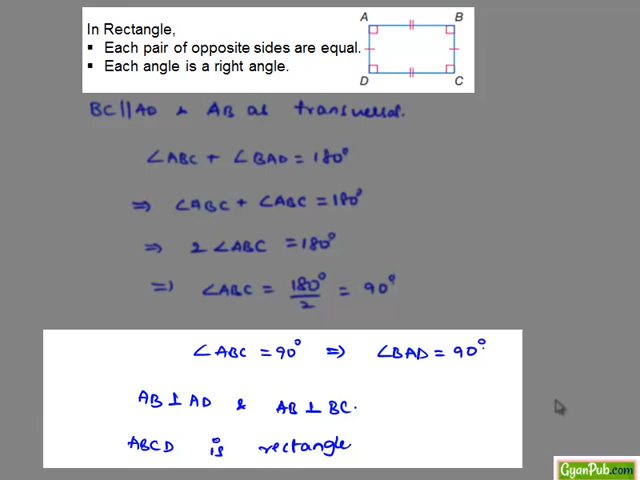 In Rectangle,
▪ Each pair of opposite sides are equal.
▪ Each angle is a right angle.
A B
D C
BC||AD & AB as transversal.
∠ABC + ∠BAD = 180°
⇒ ∠ABC + ∠ABC = 180°
⇒ 2 ∠ABC = 180°
⇒ ∠ABC = 180°/2 = 90°
∠ABC = 90° ⇒ ∠BAD = 90°.
AB ⊥ AD & AB ⊥ BC.
ABCD is rectangle
GyanPub.com